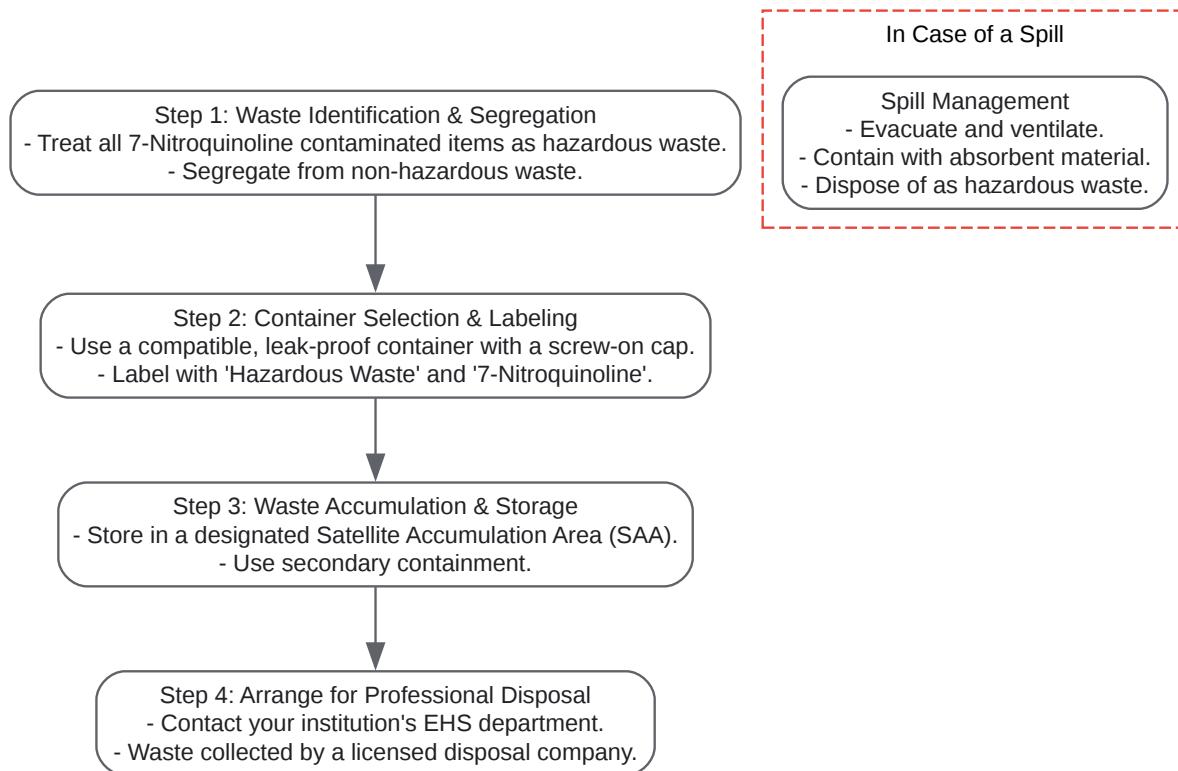 In Case of a Spill
Step 1: Waste Identification & Segregation
- Treat all 7-Nitroquinoline contaminated items as hazardous waste.
- Segregate from non-hazardous waste.
Spill Management
- Evacuate and ventilate.
- Contain with absorbent material.
- Dispose of as hazardous waste.
Step 2: Container Selection & Labeling
- Use a compatible, leak-proof container with a screw-on cap.
- Label with 'Hazardous Waste' and '7-Nitroquinoline'.
Step 3: Waste Accumulation & Storage
- Store in a designated Satellite Accumulation Area (SAA).
- Use secondary containment.
Step 4: Arrange for Professional Disposal
- Contact your institution's EHS department.
- Waste collected by a licensed disposal company.